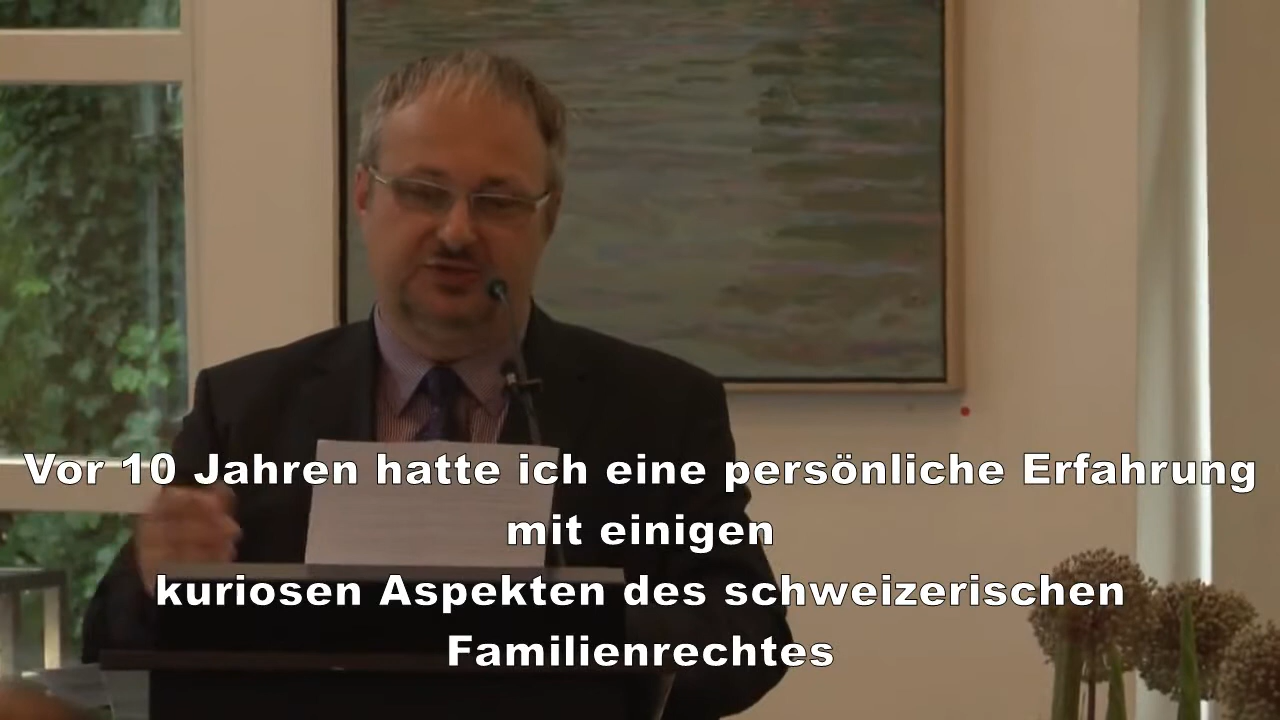 Vor 10 Jahren hatte ich eine persönliche Erfahrung
mit einigen
kuriosen Aspekten des schweizerischen
Familienrechtes